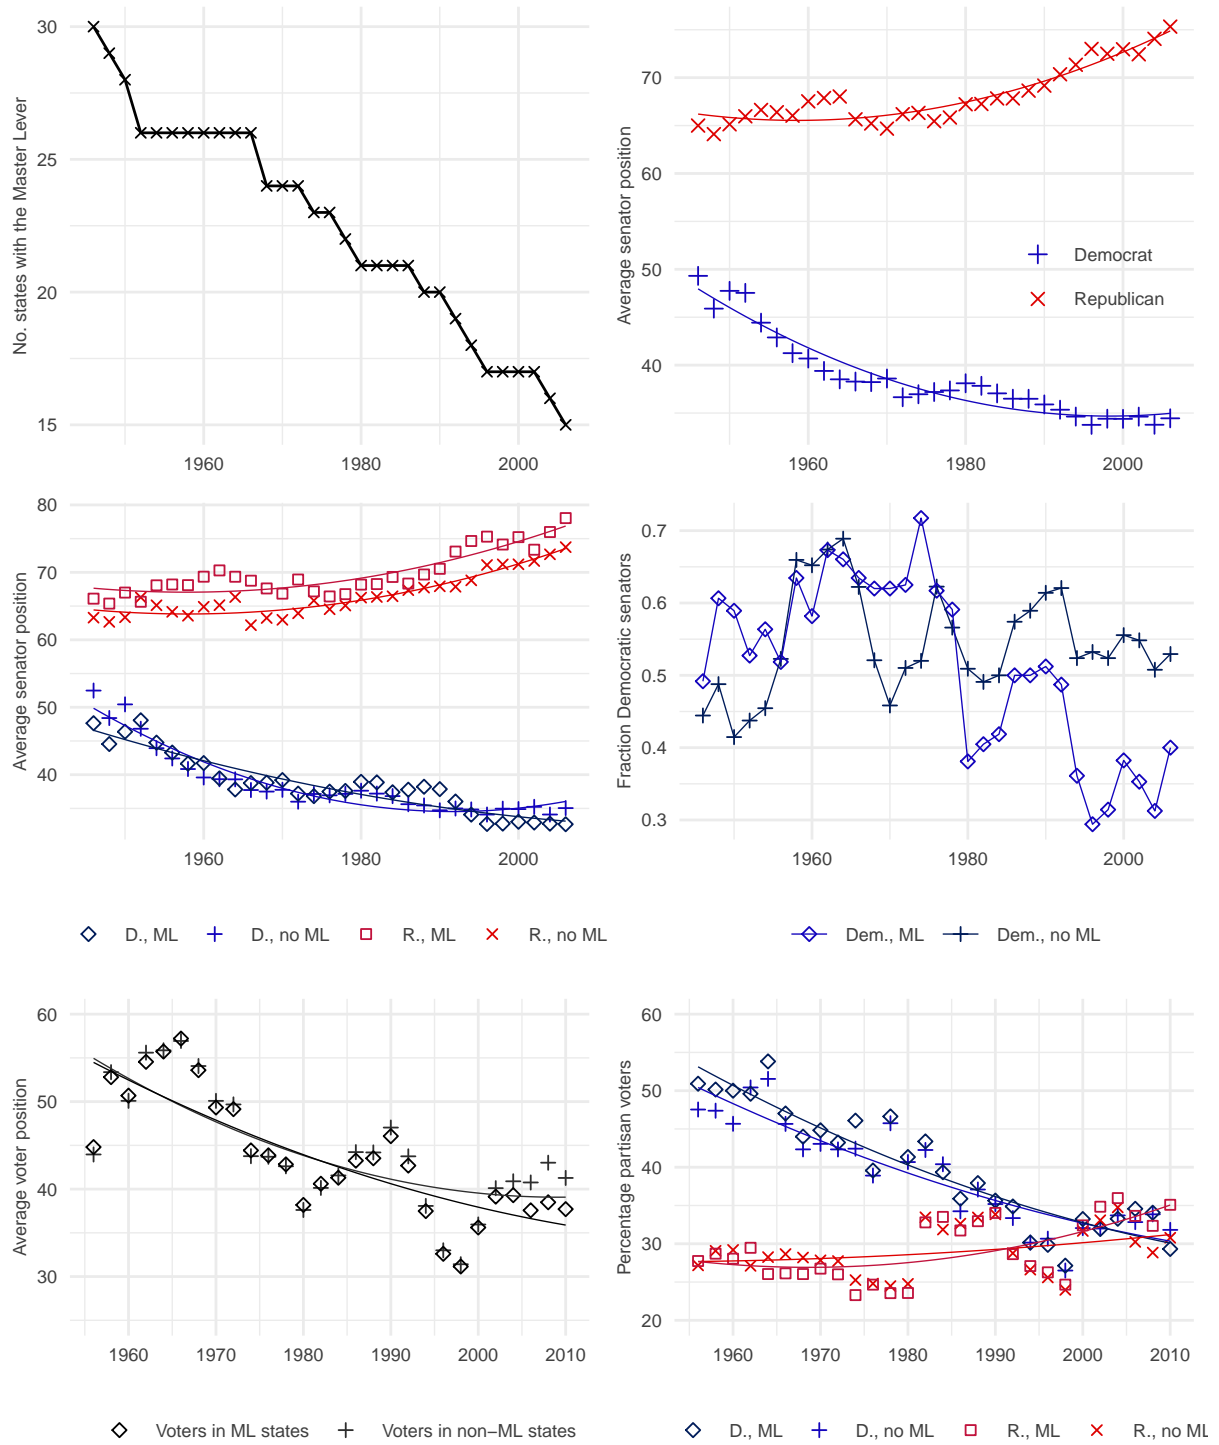 No. states with the Master Lever
30
25
20
15
1960
1980
2000
Average senator position
70
60
50
40
Democrat
Republican
1960
1980
2000
Average senator position
80
70
60
50
40
1960
1980
2000
D., ML
D., no ML
R., ML
R., no ML
Fraction Democratic senators
0.7
0.6
0.5
0.4
0.3
1960
1980
2000
Dem., ML
Dem., no ML
Average voter position
60
50
40
30
1960
1970
1980
1990
2000
2010
Voters in ML states
Voters in non−ML states
Percentage partisan voters
60
50
40
30
20
1960
1970
1980
1990
2000
2010
D., ML
D., no ML
R., ML
R., no ML